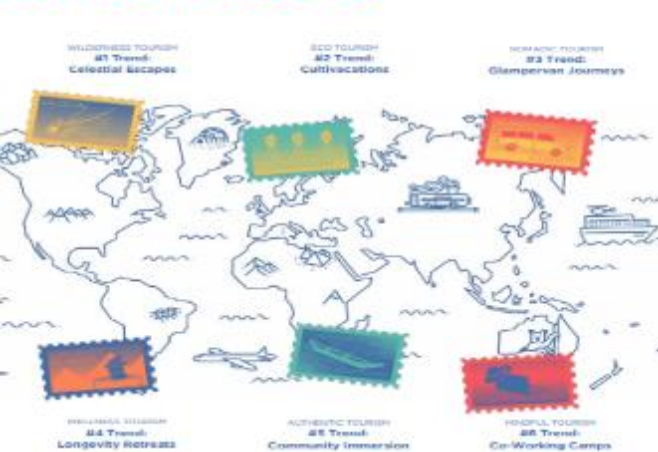 WILDERNESS TOURISM
#1 Trend:
Celestial Escapes
ECO TOURISM
#2 Trend:
Cultivacations
NOMADIC TOURISM
#3 Trend:
Glampervan Journeys
WELLNESS TOURISM
#4 Trend:
Longevity Retreats
AUTHENTIC TOURISM
#5 Trend:
Community Immersion
MINDFUL TOURISM
#6 Trend:
Co-Working Camps